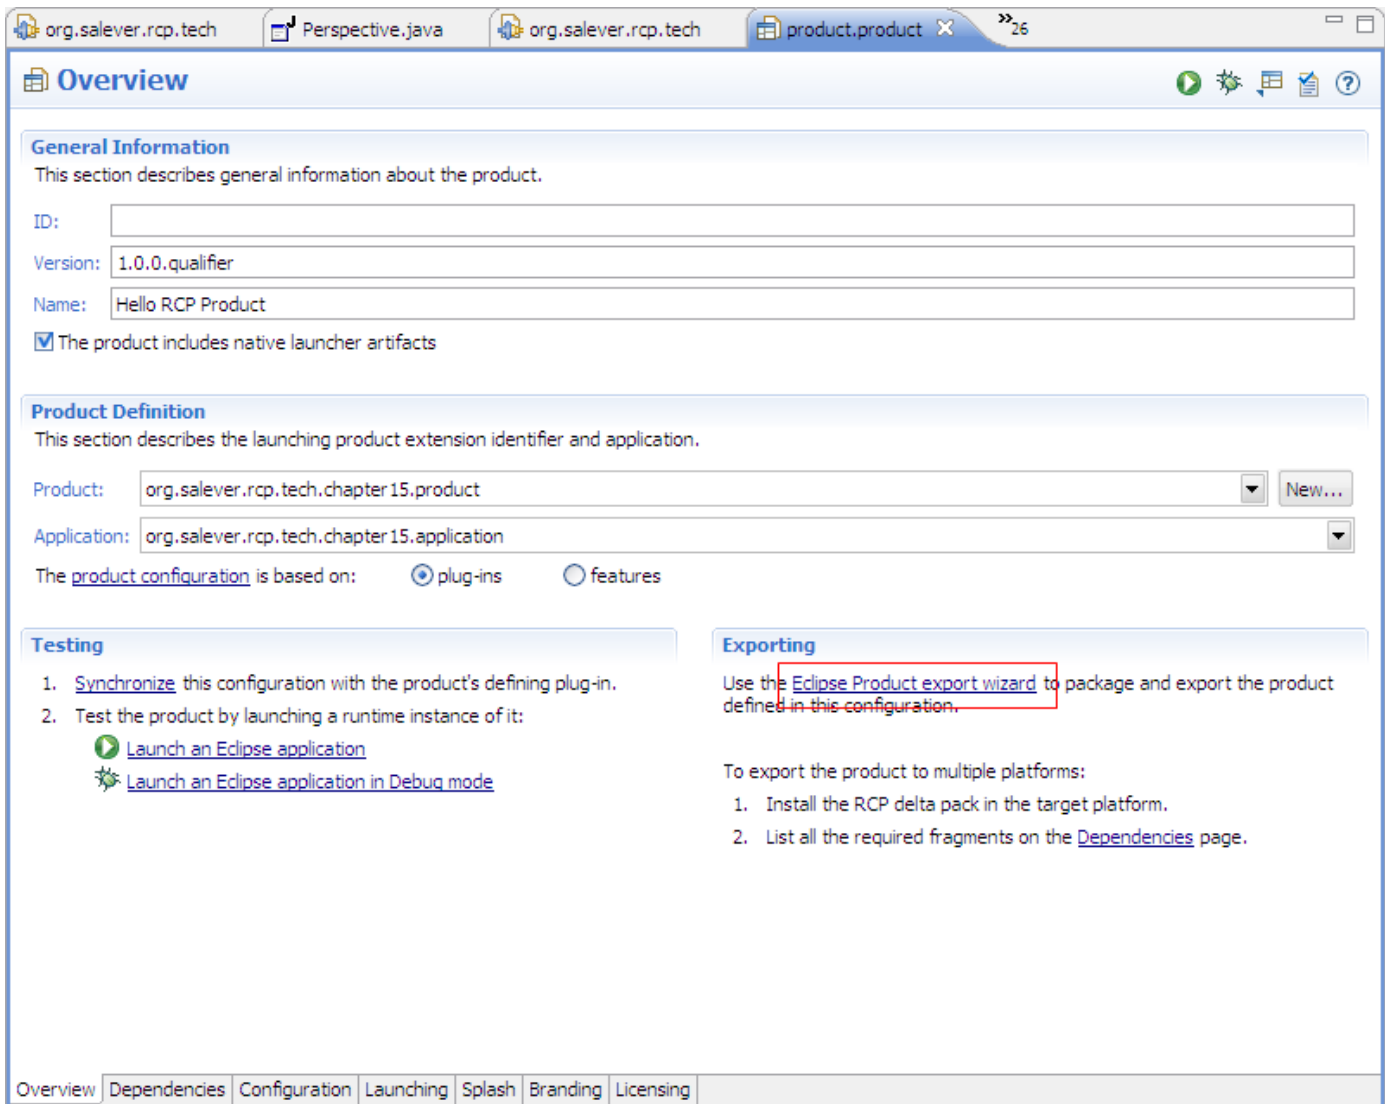 org.salever.rcp.tech
Perspective.java
org.salever.rcp.tech
product.product
»26
Overview
General Information
This section describes general information about the product.
ID:
Version: 1.0.0.qualifier
Name: Hello RCP Product
The product includes native launcher artifacts
Product Definition
This section describes the launching product extension identifier and application.
Product: org.salever.rcp.tech.chapter15.product New...
Application: org.salever.rcp.tech.chapter15.application
The product configuration is based on: plug-ins features
Testing
1. Synchronize this configuration with the product's defining plug-in.
2. Test the product by launching a runtime instance of it:
Launch an Eclipse application
Launch an Eclipse application in Debug mode
Exporting
Use the Eclipse Product export wizard to package and export the product
defined in this configuration.
To export the product to multiple platforms:
1. Install the RCP delta pack in the target platform.
2. List all the required fragments on the Dependencies page.
Overview Dependencies Configuration Launching Splash Branding Licensing